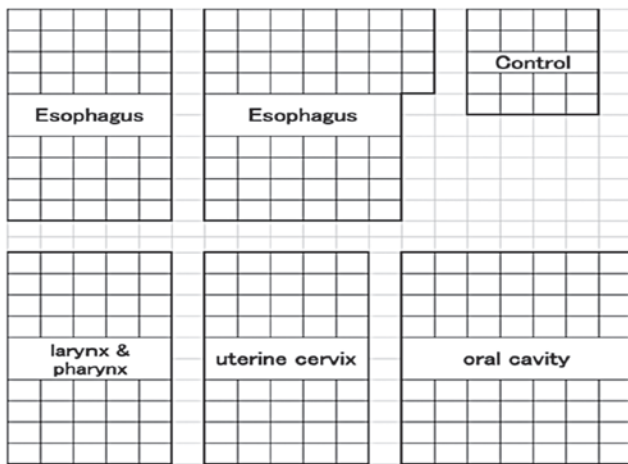 Control
Esophagus
Esophagus
larynx &
pharynx
uterine cervix
oral cavity